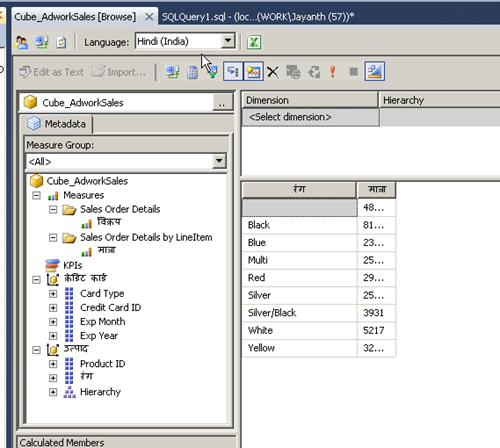 Cube_AdworkSales [Browse] SQLQuery1.sql - (loc...(WORK\Jayanth (57))*
Language: Hindi (India)
Edit as Text Import...
Cube_AdworkSales ..
Metadata
Measure Group:
<All>
Cube_AdworkSales
Measures
Sales Order Details
विक्रय
Sales Order Details by LineItem
मात्रा
KPIs
क्रेडिट कार्ड
Card Type
Credit Card ID
Exp Month
Exp Year
उत्पाद
Product ID
रंग
Hierarchy
Calculated Members
Dimension Hierarchy
<Select dimension>
रंग मात्रा
48...
Black 81...
Blue 23...
Multi 25...
Red 29...
Silver 25...
Silver/Black 3931
White 5217
Yellow 32...